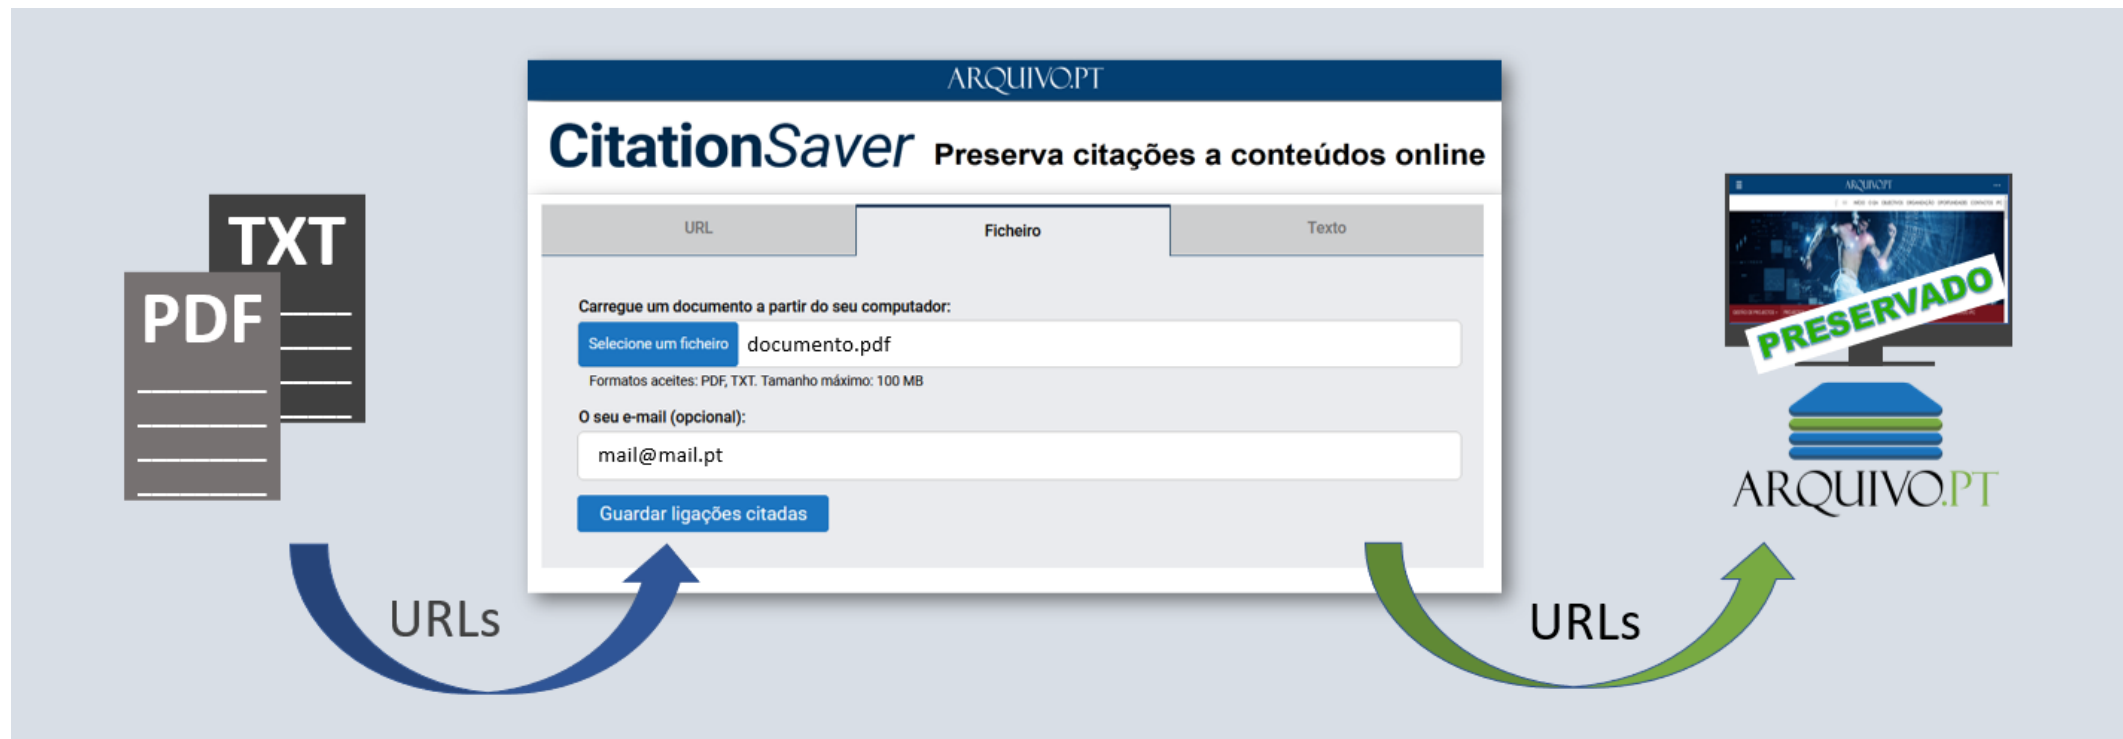 ARQUIVO.PT
CitationSaver Preserva citações a conteúdos online
URL Ficheiro Texto
Carregue um documento a partir do seu computador:
Selecione um ficheiro documento.pdf
Formatos aceites: PDF, TXT. Tamanho máximo: 100 MB
O seu e-mail (opcional):
mail@mail.pt
Guardar ligações citadas
TXT
PDF
URLs
URLs
ARQUIVO.PT
PRESERVADO
ARQUIVO.PT